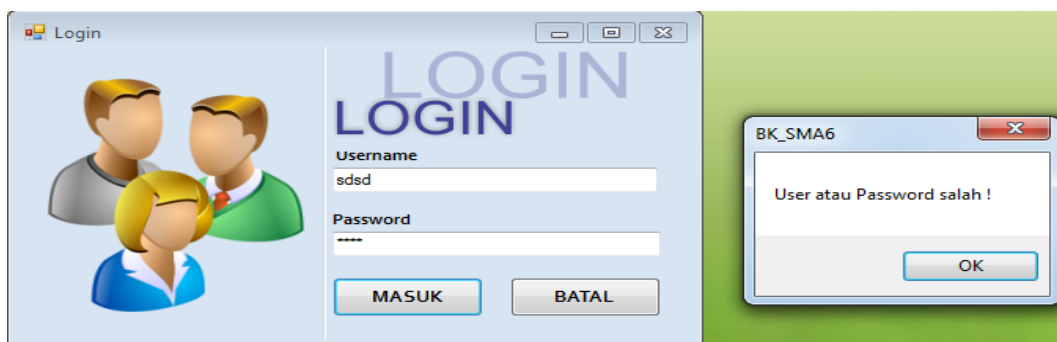 Login
LOGIN
LOGIN
Username
sdsd
Password
****
MASUK
BATAL
BK_SMA6
User atau Password salah !
OK